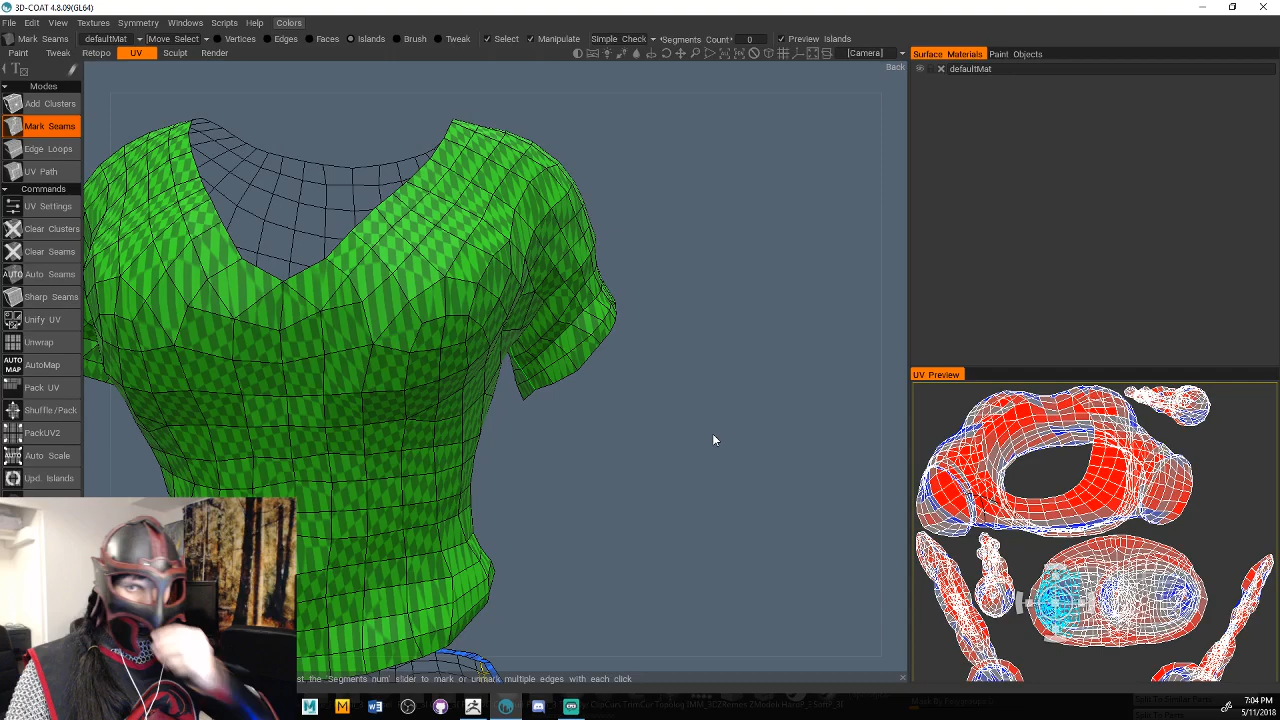 3D-COAT 4.8.09(GL64)
File Edit View Textures Symmetry Windows Scripts Help Colors
Mark Seams defaultMat [Move Select Vertices Edges Faces Islands Brush Tweak Select Manipulate Simple Check Segments Count 0 Preview Islands
Paint Tweak Retopo UV Sculpt Render [Camera]
Back
Surface Materials Paint Objects
defaultMat
Modes
Add Clusters
Mark Seams
Edge Loops
UV Path
Commands
UV Settings
Clear Clusters
Clear Seams
AUTO Auto Seams
Sharp Seams
Unify UV
Unwrap
AUTO MAP AutoMap
Pack UV
Shuffle/Pack
PackUV2
Auto Scale
Upd. Islands
UV Preview
et the Segments num slider to mark or unmark multiple edges with each click
7:04 PM
5/11/2018